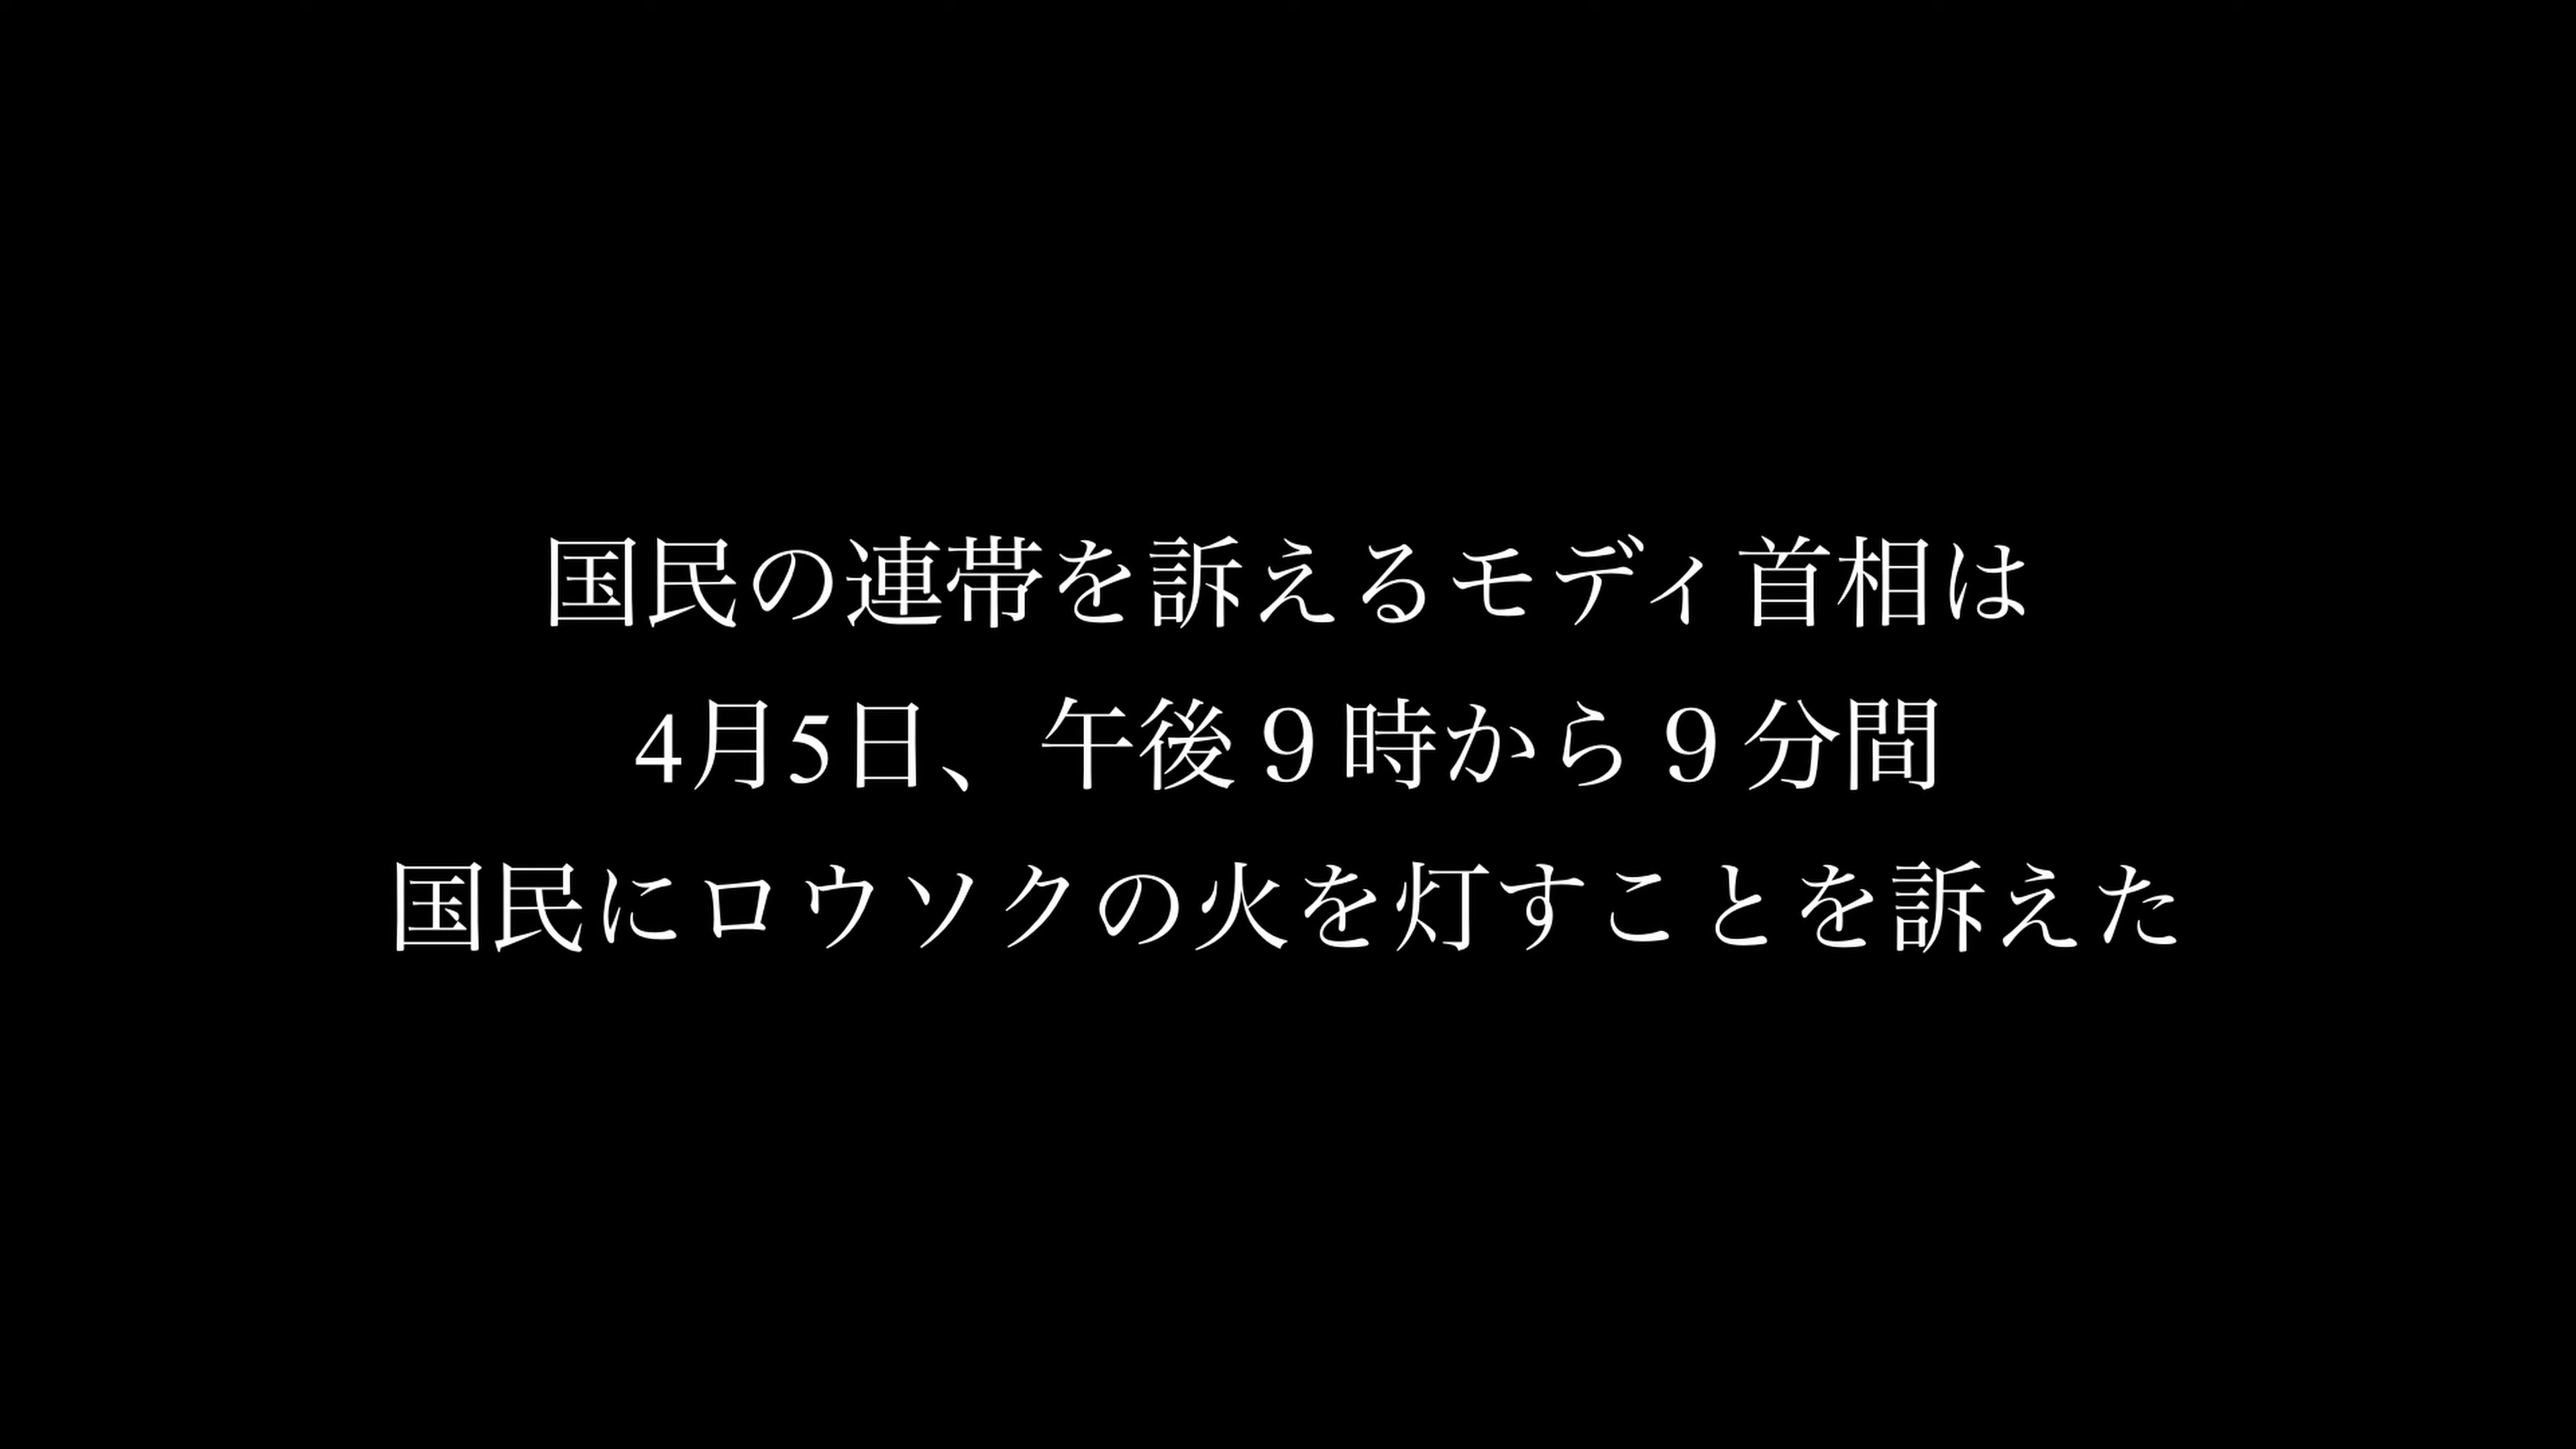 国民の連帯を訴えるモディ首相は
4月5日、午後９時から９分間
国民にロウソクの火を灯すことを訴えた